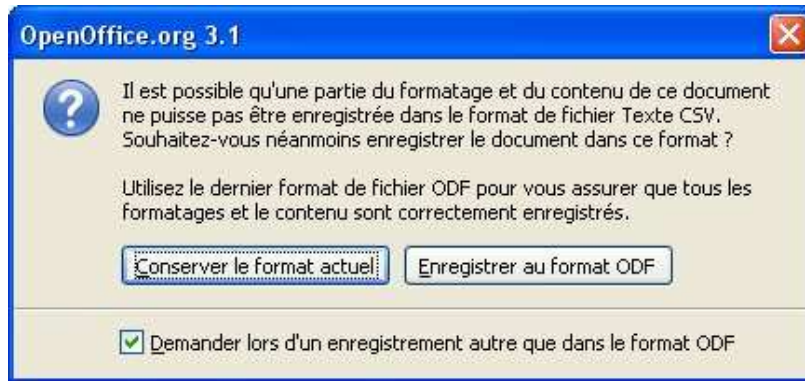 OpenOffice.org 3.1
Il est possible qu'une partie du formatage et du contenu de ce document
ne puisse pas être enregistrée dans le format de fichier Texte CSV.
Souhaitez-vous néanmoins enregistrer le document dans ce format ?
Utilisez le dernier format de fichier ODF pour vous assurer que tous les
formatages et le contenu sont correctement enregistrés.
Conserver le format actuel
Enregistrer au format ODF
Demander lors d'un enregistrement autre que dans le format ODF